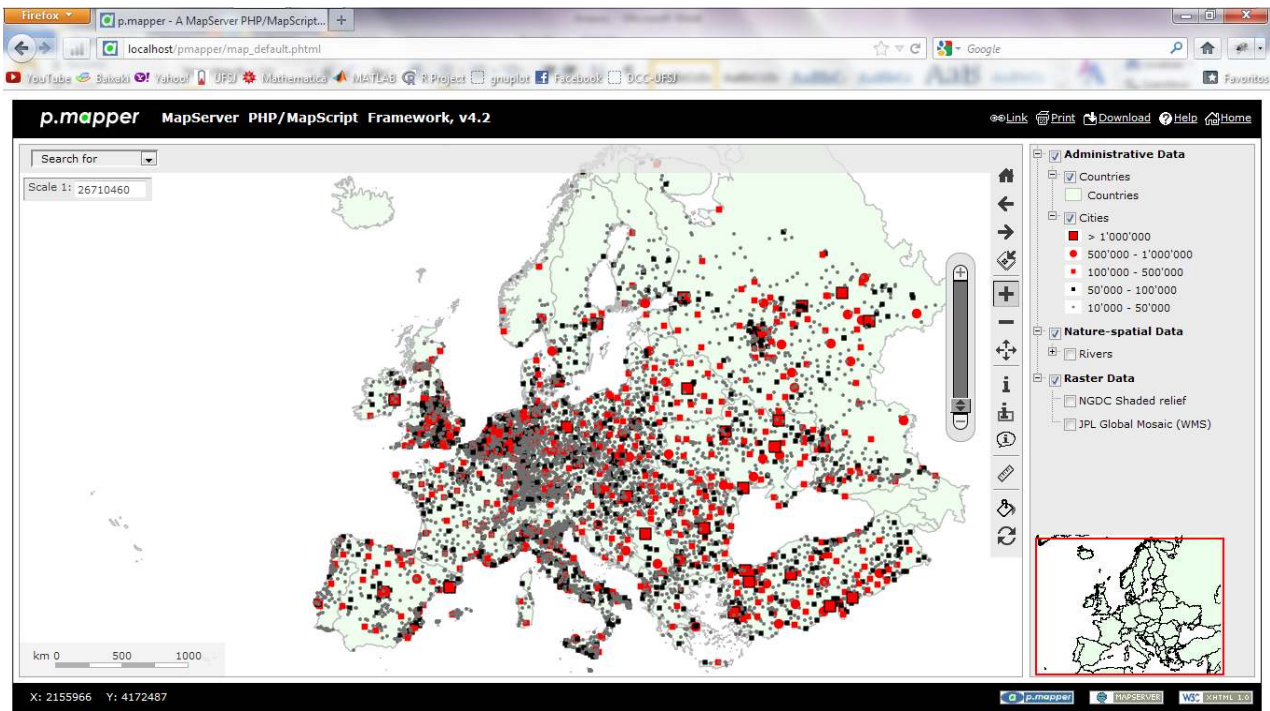 Firefox
p.mapper - A MapServer PHP/MapScript...
localhost/pmapper/map_default.phtml
Google
YouTube Baixaki Yahoo! UFSJ Mathematica MATLAB R Project gnuplot Facebook DCC-UFSJ Favoritos
p.mapper MapServer PHP/MapScript Framework, v4.2
Link Print Download Help Home
Search for
Scale 1: 26710460
Administrative Data
Countries
Countries
Cities
> 1'000'000
500'000 - 1'000'000
100'000 - 500'000
50'000 - 100'000
10'000 - 50'000
Nature-spatial Data
Rivers
Raster Data
NGDC Shaded relief
JPL Global Mosaic (WMS)
km 0 500 1000
X: 2155966 Y: 4172487
p.mapper MAPSERVER W3C XHTML 1.0